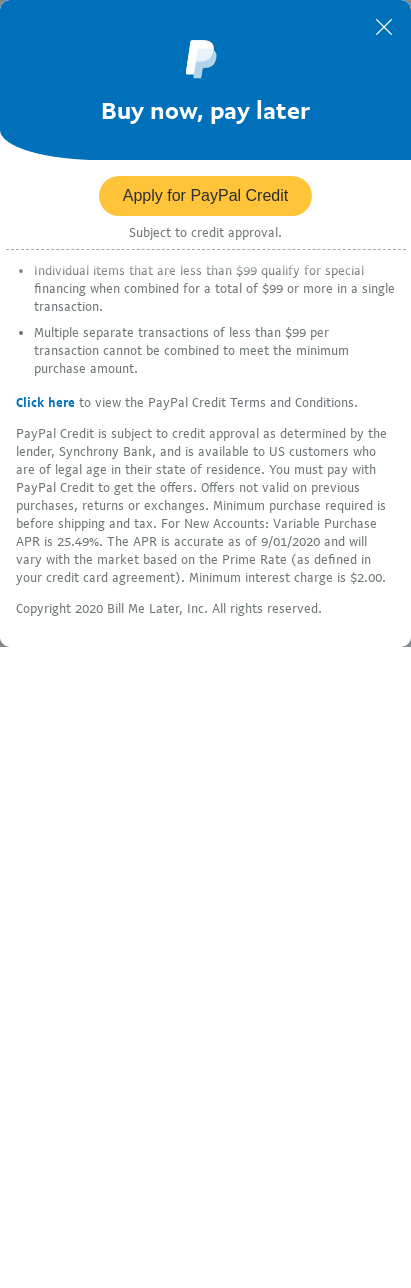 Buy now, pay later
Apply for PayPal Credit
Subject to credit approval.
• Individual items that are less than $99 qualify for special
financing when combined for a total of $99 or more in a single
transaction.
• Multiple separate transactions of less than $99 per
transaction cannot be combined to meet the minimum
purchase amount.
Click here to view the PayPal Credit Terms and Conditions.
PayPal Credit is subject to credit approval as determined by the
lender, Synchrony Bank, and is available to US customers who
are of legal age in their state of residence. You must pay with
PayPal Credit to get the offers. Offers not valid on previous
purchases, returns or exchanges. Minimum purchase required is
before shipping and tax. For New Accounts: Variable Purchase
APR is 25.49%. The APR is accurate as of 9/01/2020 and will
vary with the market based on the Prime Rate (as defined in
your credit card agreement). Minimum interest charge is $2.00.
Copyright 2020 Bill Me Later, Inc. All rights reserved.